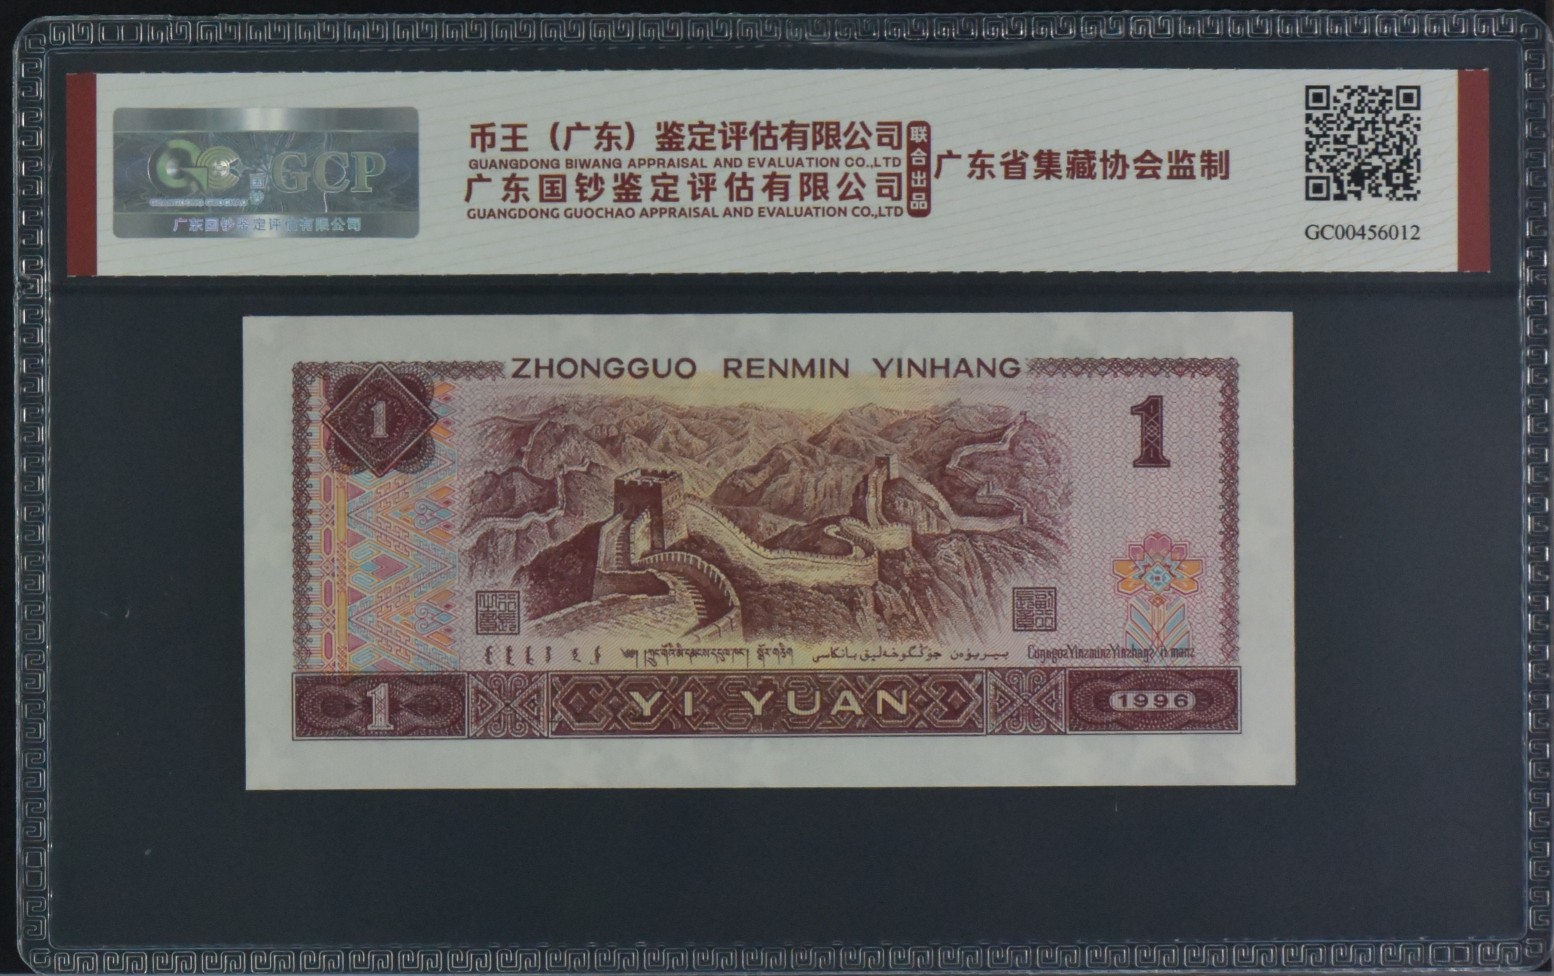 GCP
广东国钞鉴定评估有限公司
币王（广东）鉴定评估有限公司
GUANGDONG BIWANG APPRAISAL AND EVALUATION CO.,LTD
广东国钞鉴定评估有限公司
GUANGDONG GUOCHAO APPRAISAL AND EVALUATION CO.,LTD
联合出品
广东省集藏协会监制
GC00456012
ZHONGGUO RENMIN YINHANG
1
1
1
YI YUAN
1996